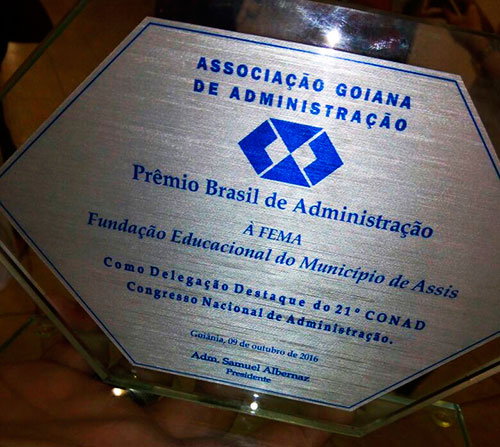 ASSOCIAÇÃO GOIANA
DE ADMINISTRAÇÃO
Prêmio Brasil de Administração
À FEMA
Fundação Educacional do Município de Assis
Como Delegação Destaque do 21º CONAD
Congresso Nacional de Administração.
Goiânia, 09 de outubro de 2016
Adm. Samuel Albernaz
Presidente